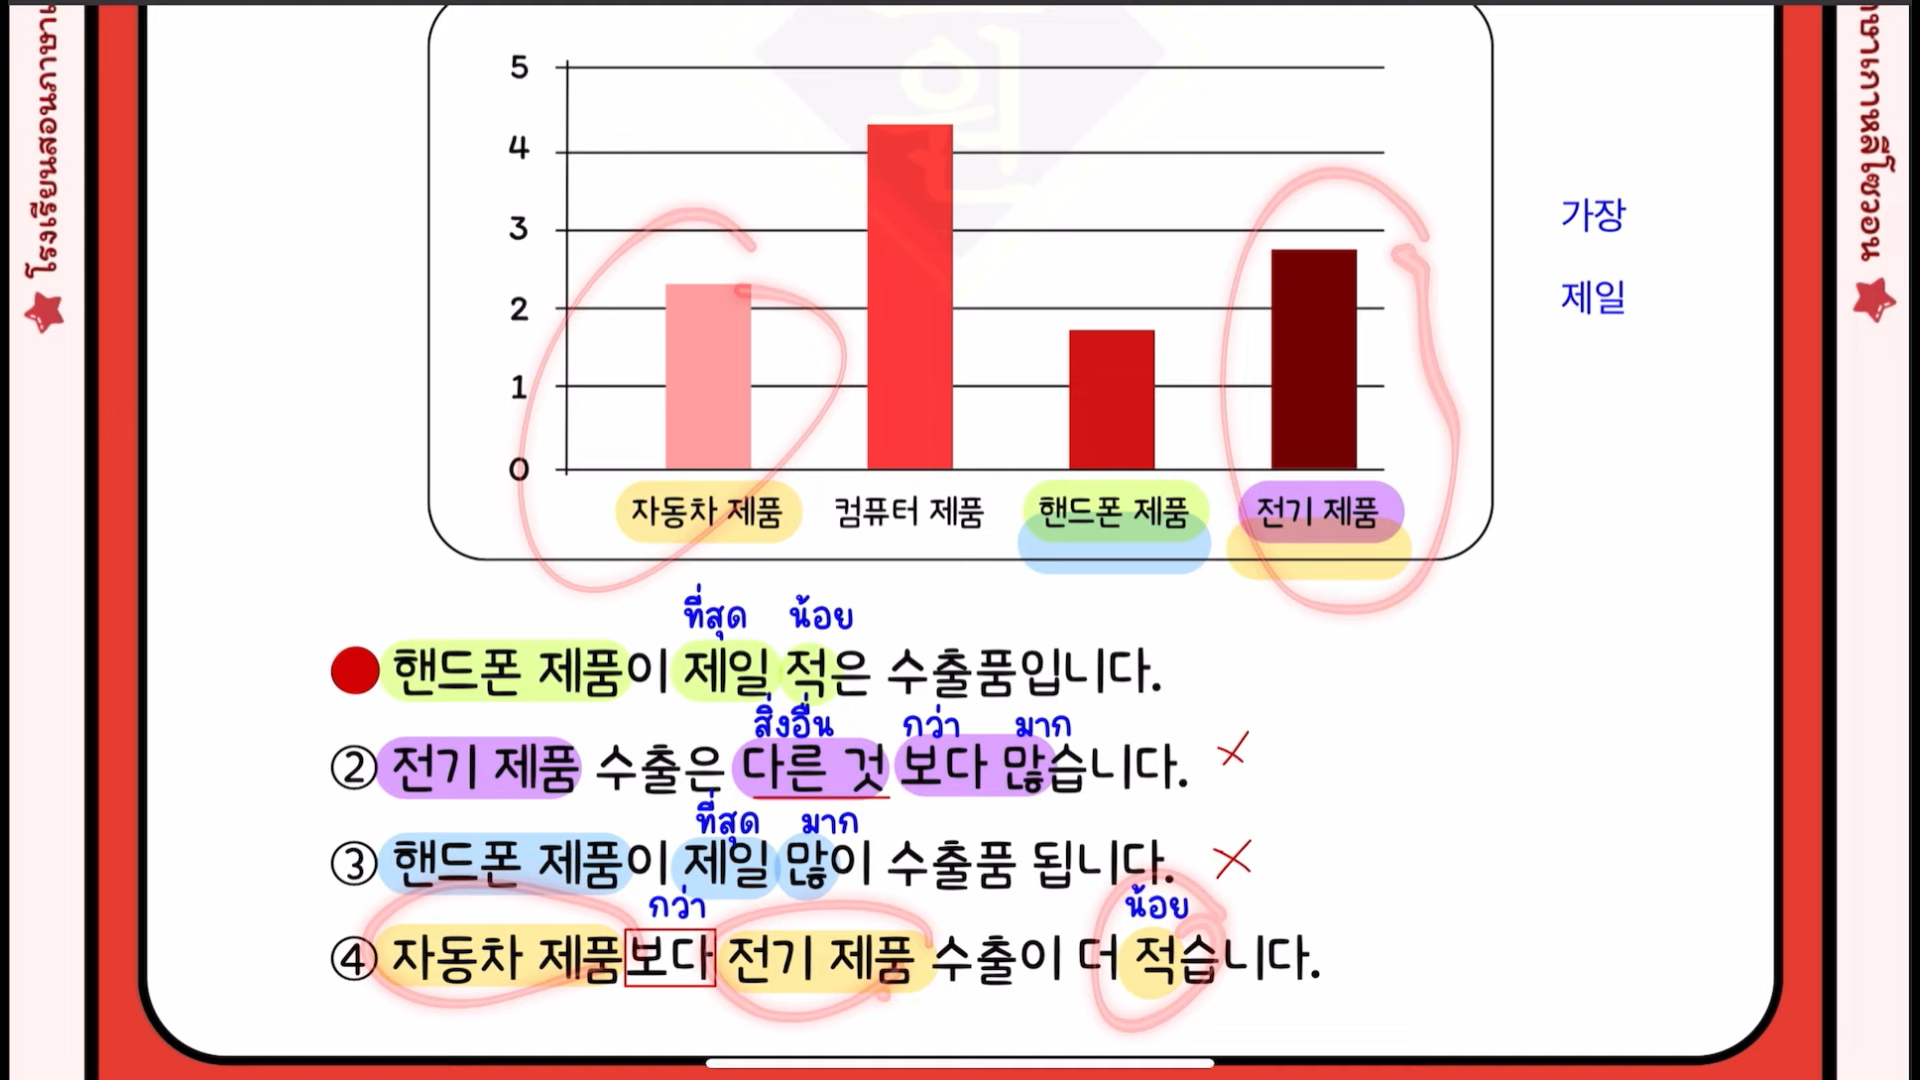 โรงเรียนสอนภาษาเกา
ภาษาเกาหลีโซวอน
원
5
4
3
2
1
0
가장
제일
자동차 제품 컴퓨터 제품 핸드폰 제품 전기 제품
ที่สุด น้อย
핸드폰 제품이 제일 적은 수출품입니다.
สิ่งอื่น กว่า มาก
② 전기 제품 수출은 다른 것 보다 많습니다.
ที่สุด มาก
③ 핸드폰 제품이 제일 많이 수출품 됩니다.
กว่า น้อย
④ 자동차 제품보다 전기 제품 수출이 더 적습니다.